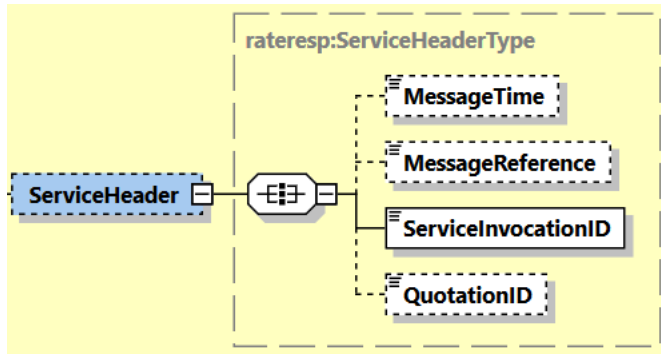 rateresp:ServiceHeaderType
MessageTime
MessageReference
ServiceHeader
ServiceInvocationID
QuotationID